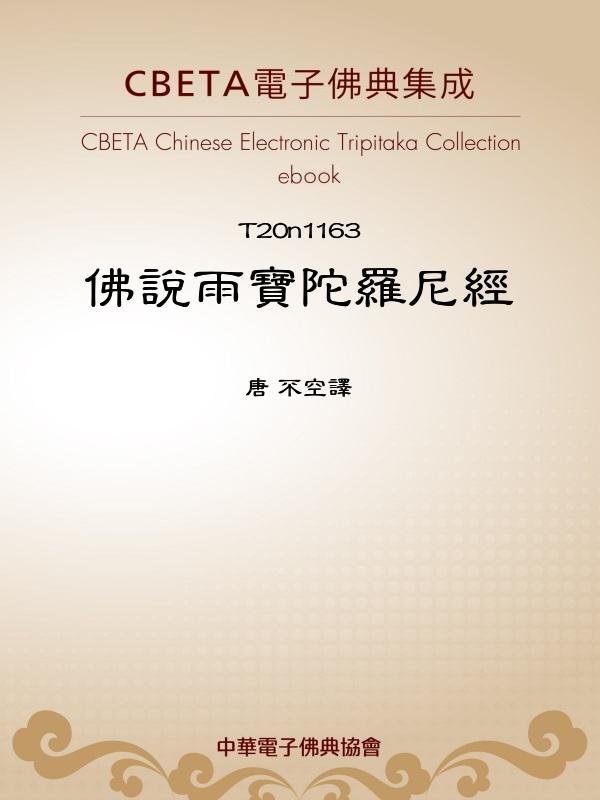 CBETA電子佛典集成
CBETA Chinese Electronic Tripitaka Collection
ebook
T20n1163
佛說雨寶陀羅尼經
唐 不空譯
中華電子佛典協會